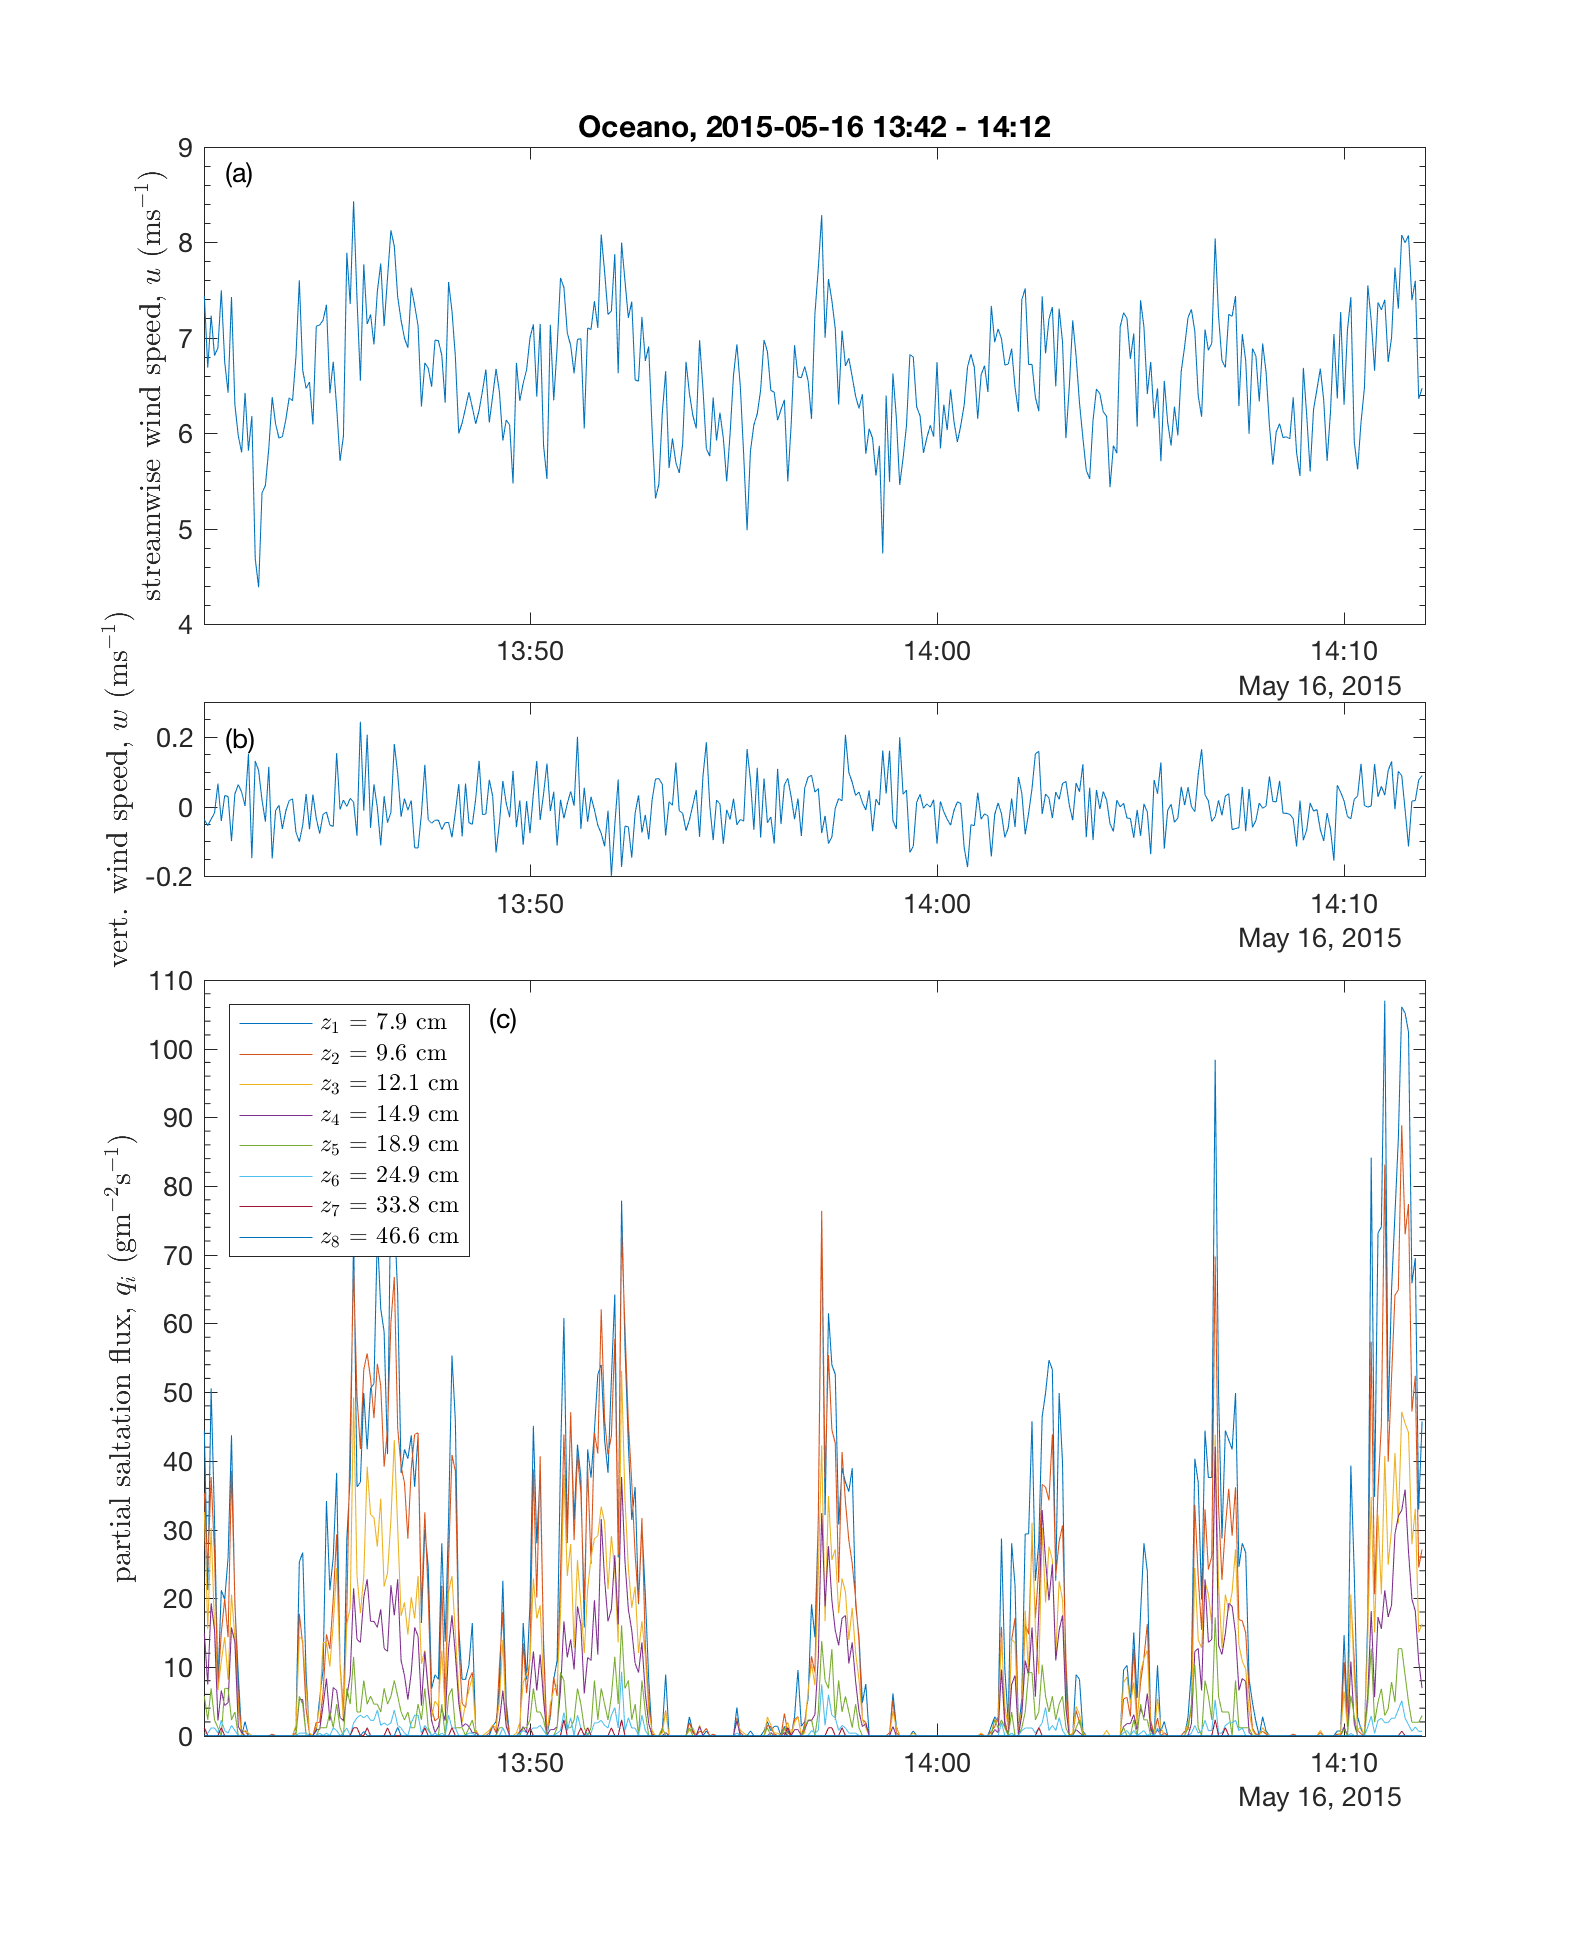 Oceano, 2015-05-16 13:42 - 14:12
(a)
streamwise wind speed, u (ms⁻¹)
9
8
7
6
5
4
13:50 14:00 14:10
May 16, 2015
(b)
vert. wind speed, w (ms⁻¹)
0.2
0
-0.2
13:50 14:00 14:10
May 16, 2015
(c)
partial saltation flux, qᵢ (gm⁻²s⁻¹)
110
100
90
80
70
60
50
40
30
20
10
0
z₁ = 7.9 cm
z₂ = 9.6 cm
z₃ = 12.1 cm
z₄ = 14.9 cm
z₅ = 18.9 cm
z₆ = 24.9 cm
z₇ = 33.8 cm
z₈ = 46.6 cm
13:50 14:00 14:10
May 16, 2015